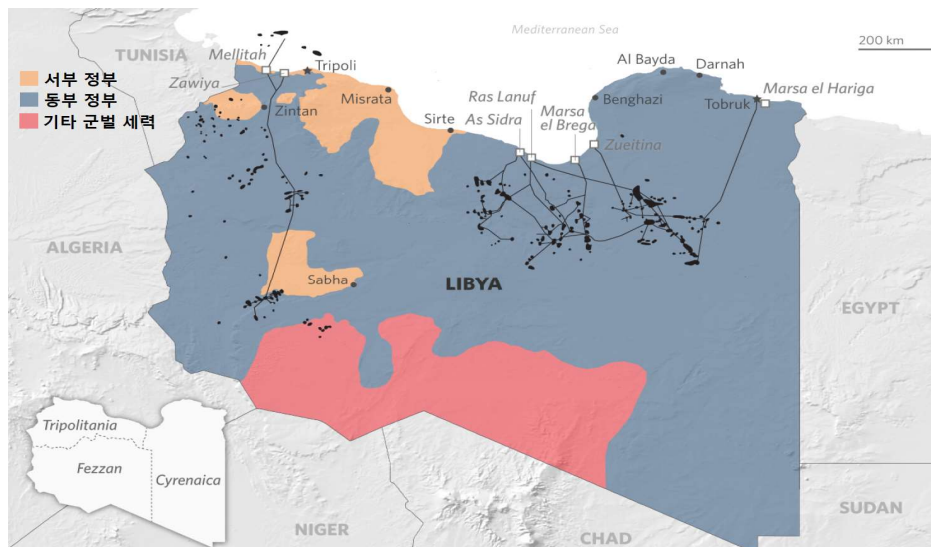 Mediterranean Sea
200 km
TUNISIA
Mellitah
Tripoli
Al Bayda
Darnah
서부 정부
Zawiya
Misrata
Ras Lanuf
Marsa
el Brega
Benghazi
Tobruk
Marsa el Hariga
동부 정부
Zintan
As Sidra
기타 군벌 세력
Sirte
Zueitina
ALGERIA
Sabha
LIBYA
EGYPT
Tripolitania
Fezzan
Cyrenaica
NIGER
CHAD
SUDAN